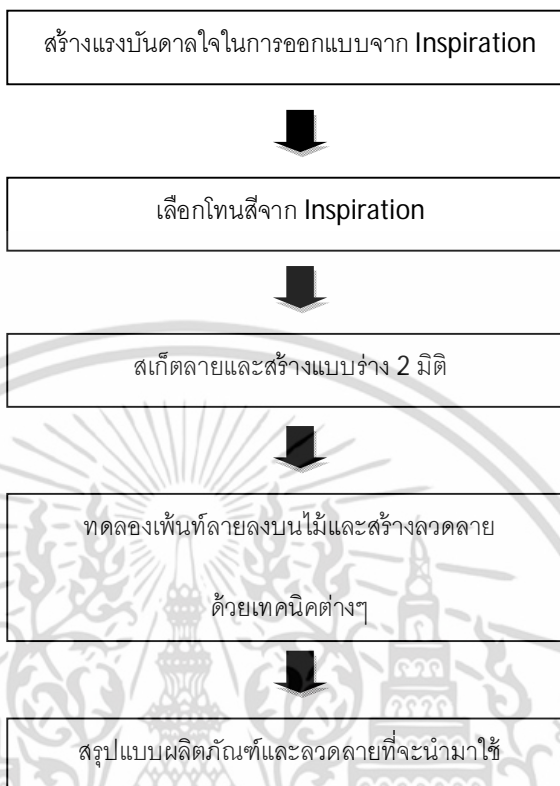 สร้างแรงบันดาลใจในการออกแบบจาก Inspiration
เลือกโทนสีจาก Inspiration
สเก็ตลายและสร้างแบบร่าง 2 มิติ
ทดลองเพ้นท์ลายลงบนไม้และสร้างลวดลาย
ด้วยเทคนิคต่างๆ
สรุปแบบผลิตภัณฑ์และลวดลายที่จะนำมาใช้